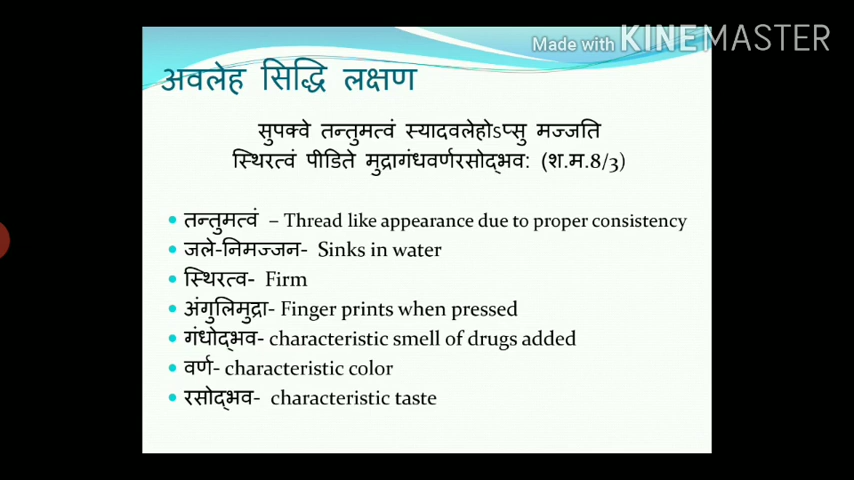 Made with KINEMASTER
अवलेह सिद्धि लक्षण
सुपक्वे तन्तुमत्वं स्यादवलेहोऽप्सु मज्जति
स्थिरत्वं पीडिते मुद्रागंधवर्णरसोद्भव: (श.म.8/3)
• तन्तुमत्वं – Thread like appearance due to proper consistency
• जले-निमज्जन- Sinks in water
• स्थिरत्व- Firm
• अंगुलिमुद्रा- Finger prints when pressed
• गंधोद्भव- characteristic smell of drugs added
• वर्ण- characteristic color
• रसोद्भव- characteristic taste